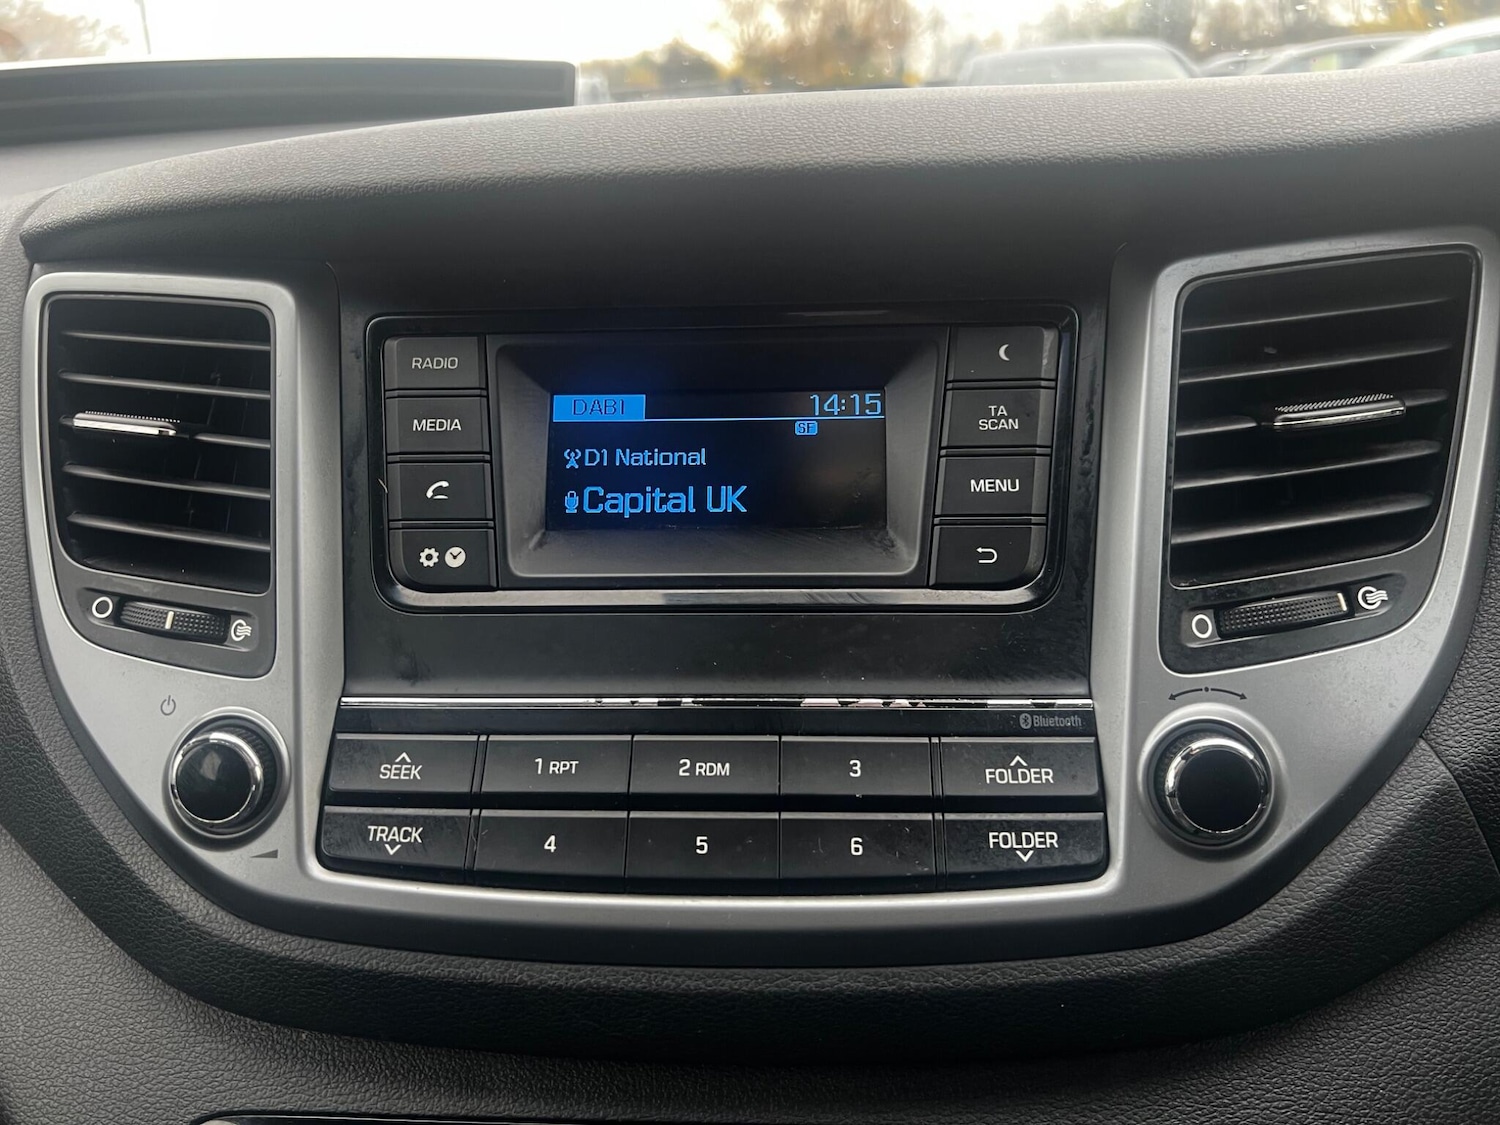 RADIO
MEDIA
DAB1 14:15
SF
D1 National
Capital UK
TA
SCAN
MENU
Bluetooth
SEEK
1 RPT
2 RDM
3
FOLDER
TRACK
4
5
6
FOLDER